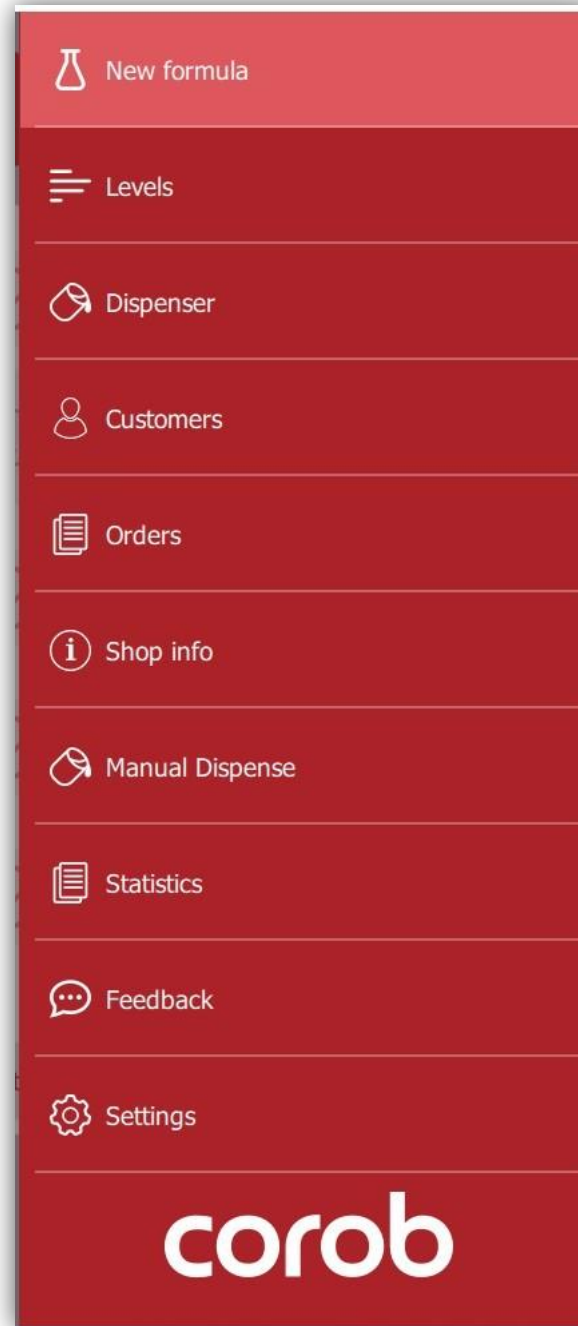 New formula
Levels
Dispenser
Customers
Orders
Shop info
Manual Dispense
Statistics
Feedback
Settings
corob